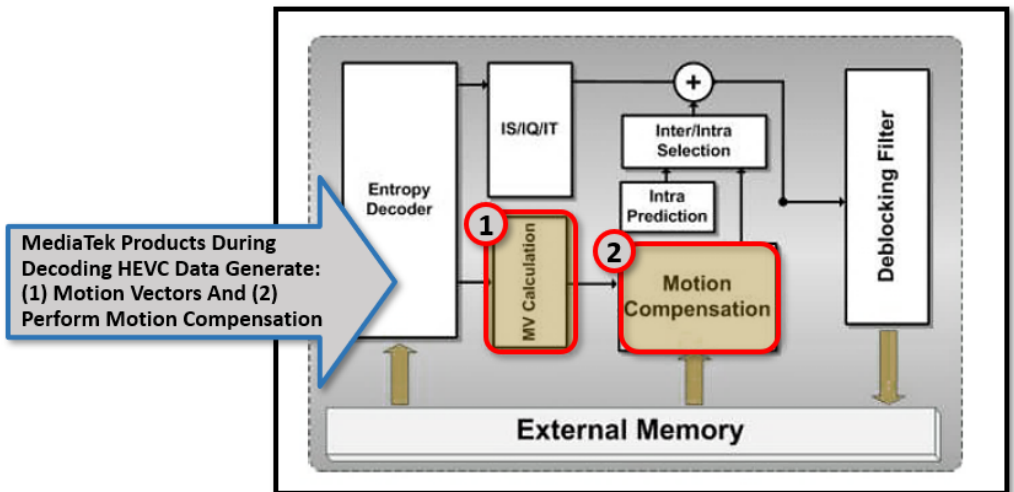 Entropy
Decoder
IS/IQ/IT
+
Inter/Intra
Selection
Intra
Prediction
Deblocking Filter
MediaTek Products During
Decoding HEVC Data Generate:
(1) Motion Vectors And (2)
Perform Motion Compensation
1
MV Calculation
2
Motion
Compensation
External Memory